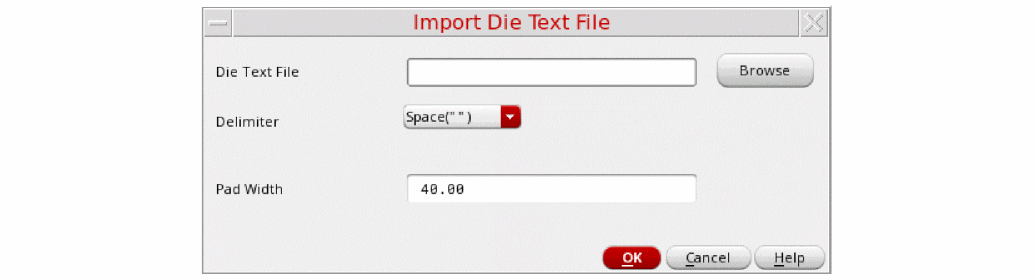 Import Die Text File
Die Text File
Browse
Delimiter
Space(" ")
Pad Width
40.00
OK
Cancel
Help